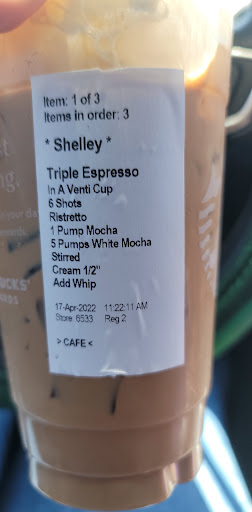 Item: 1 of 3
Items in order: 3
* Shelley *
Triple Espresso
In A Venti Cup
6 Shots
Ristretto
1 Pump Mocha
5 Pumps White Mocha
Stirred
Cream 1/2"
Add Whip
17-Apr-2022 11:22:11 AM
Store: 6533 Reg 2
> CAFE <